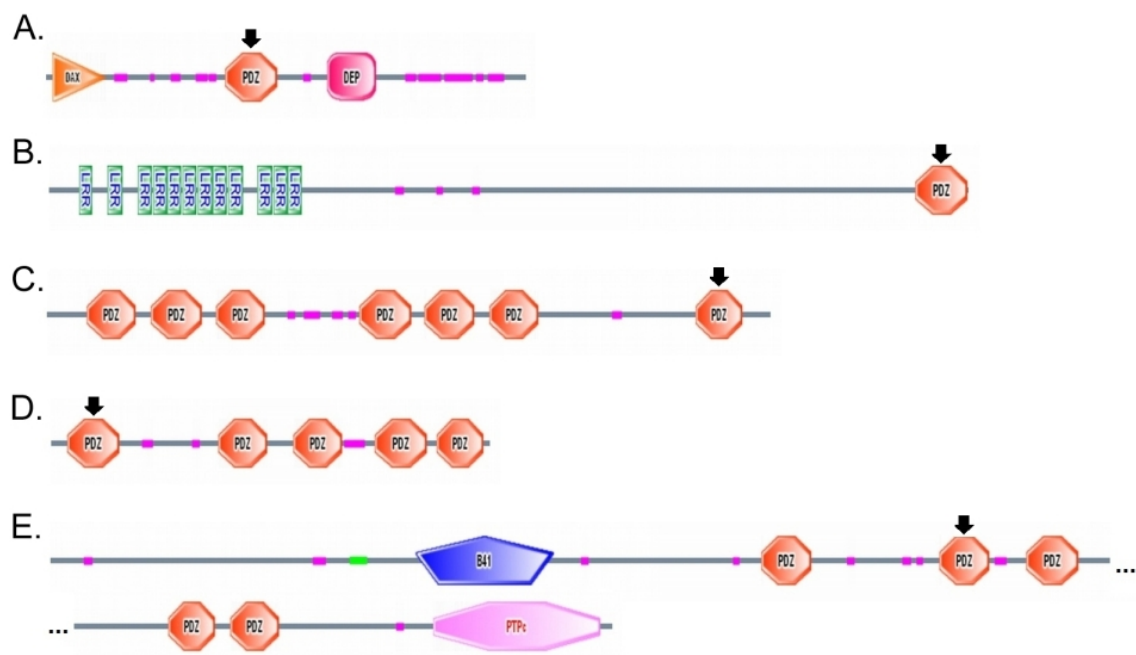 A.
DAX PDZ DEP
B.
LRR LRR LRR LRR LRR LRR LRR LRR LRR LRR LRR LRR PDZ
C.
PDZ PDZ PDZ PDZ PDZ PDZ PDZ
D.
PDZ PDZ PDZ PDZ PDZ
E.
B41 PDZ PDZ PDZ ...
... PDZ PDZ PTPc